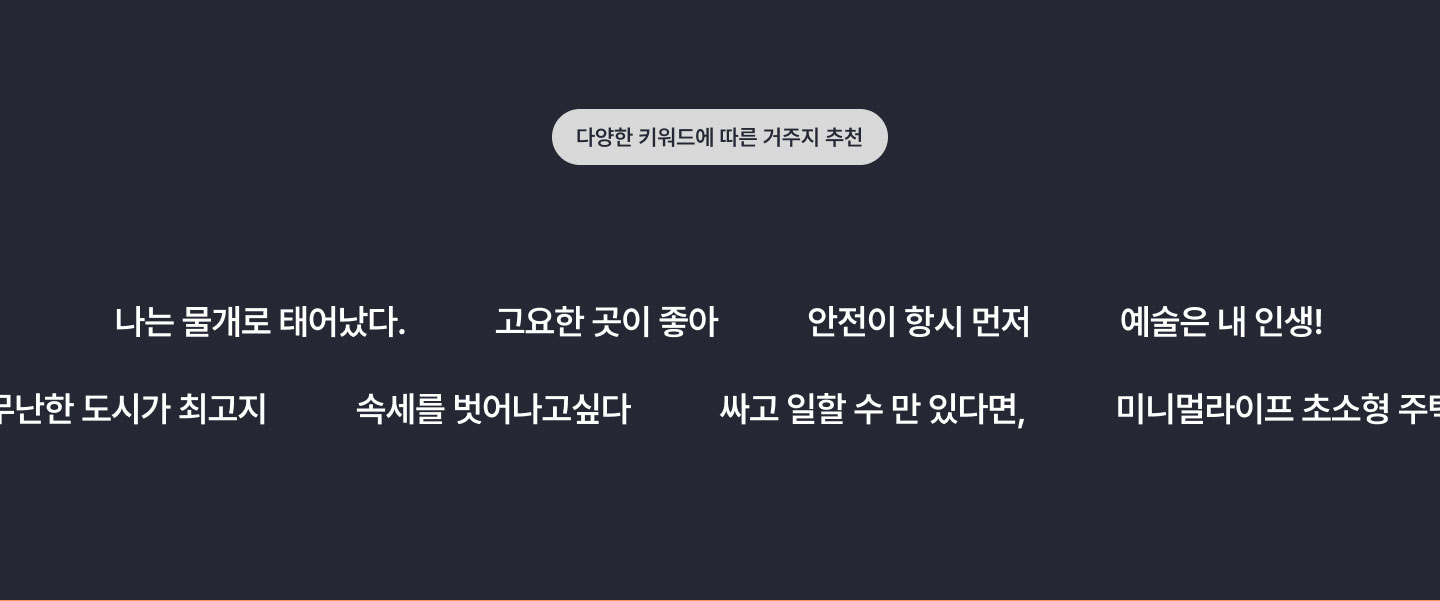 다양한 키워드에 따른 거주지 추천
나는 물개로 태어났다. 고요한 곳이 좋아 안전이 항시 먼저 예술은 내 인생!
무난한 도시가 최고지 속세를 벗어나고싶다 싸고 일할 수 만 있다면, 미니멀라이프 초소형 주택